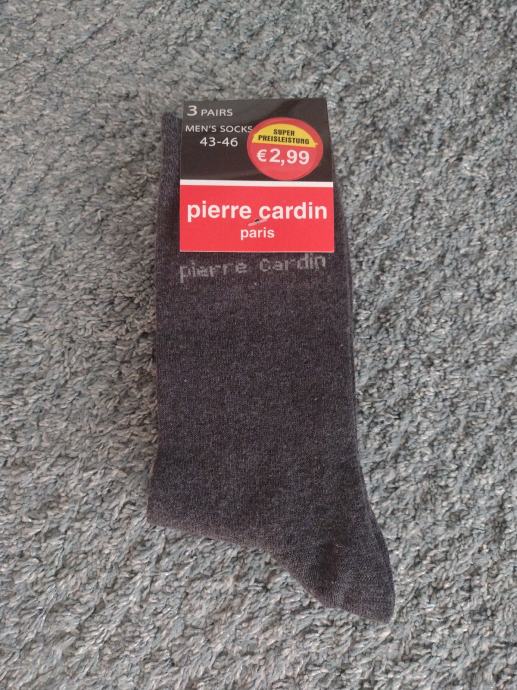 3 PAIRS
MEN'S SOCKS
43-46
SUPER
PREISLEISTUNG
€2,99
pierre cardin
paris
pierre cardin